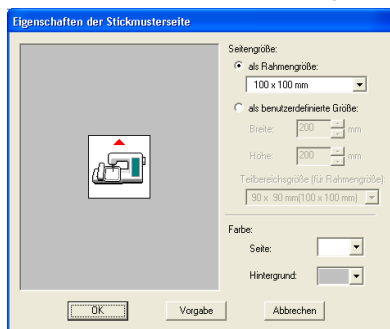 Eigenschaften der Stickmusterseite
Seitengröße:
als Rahmengröße:
100 x 100 mm
als benutzerdefinierte Größe:
Breite: 200 mm
Höhe: 200 mm
Teilbereichsgröße (für Rahmengröße):
90 x 90 mm(100 x 100 mm)
Farbe:
Seite:
Hintergrund:
OK Vorgabe Abbrechen